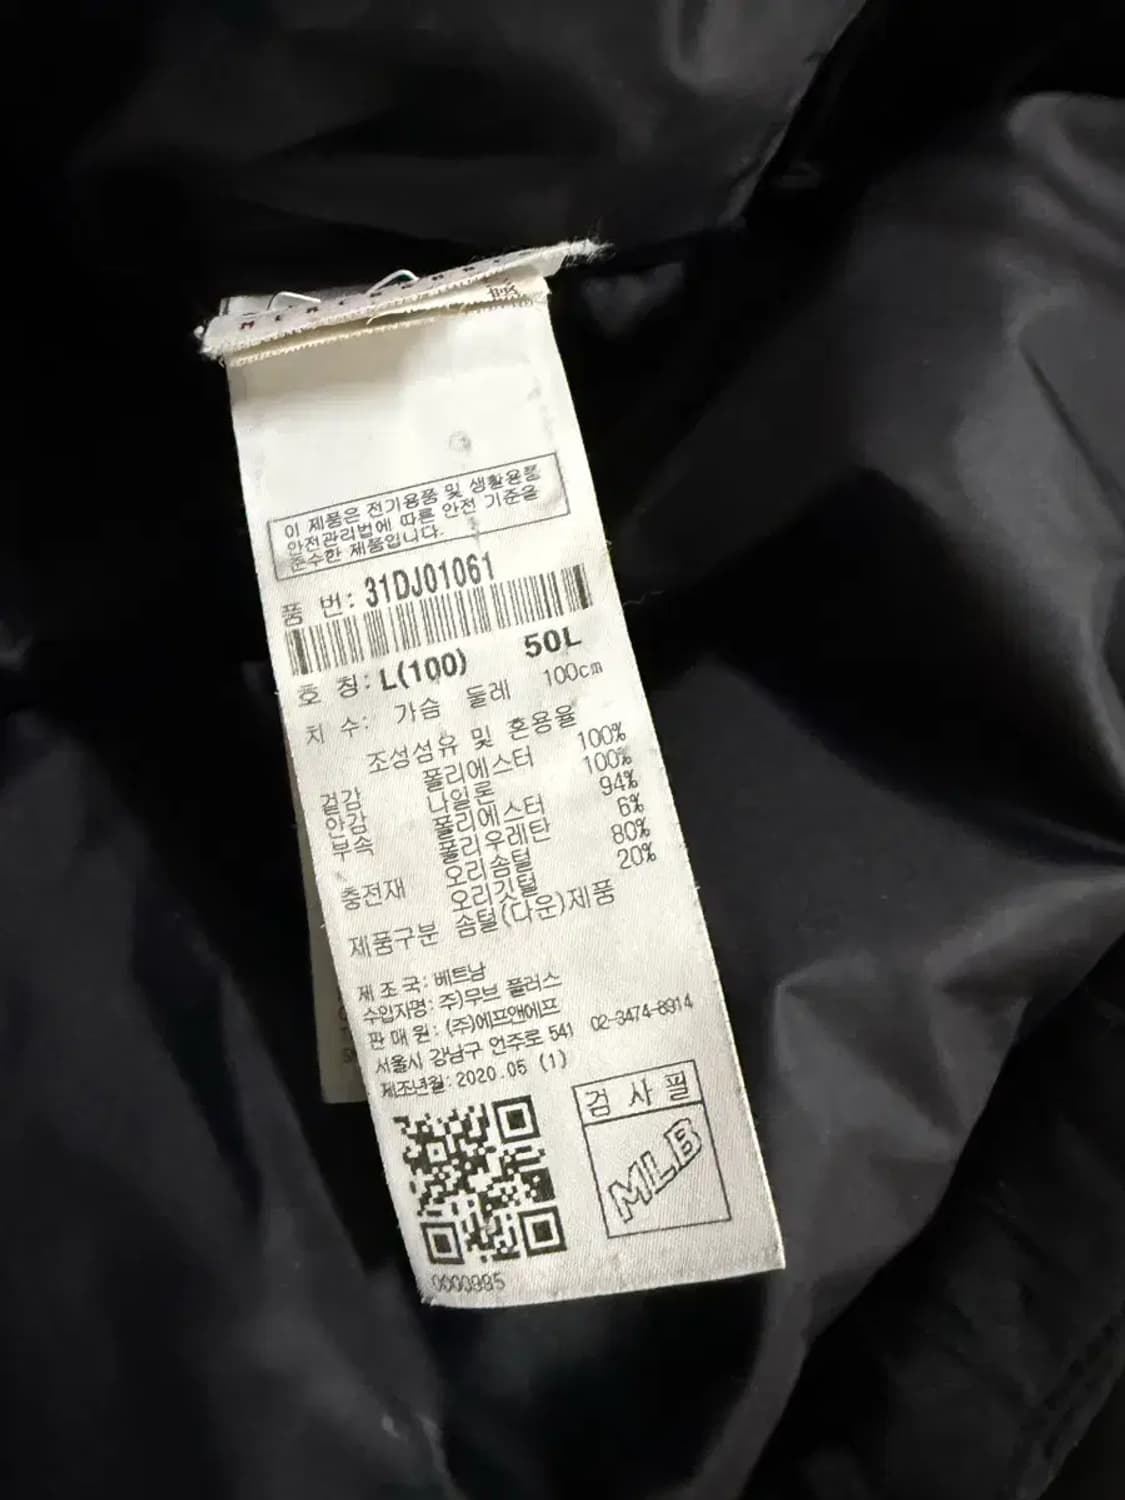 이 제품은 전기용품 및 생활용품
안전관리법에 따른 안전 기준을
준수한 제품입니다.
품 번: 31DJ01061
50L
호 칭: L(100)
치 수: 가슴 둘레 100cm
조성섬유 및 혼용율
겉감 폴리에스터 100%
안감 나일론 100%
부속 폴리에스터 94%
폴리우레탄 6%
충전재 오리솜털 80%
오리깃털 20%
제품구분 솜털(다운)제품
제 조 국: 베트남
수입자명: 주)무브 플러스
판 매 원: (주)에프앤에프
서울시 강남구 언주로 541 02-3474-8914
제조년월: 2020.05 (1)
검 사 필
MLB